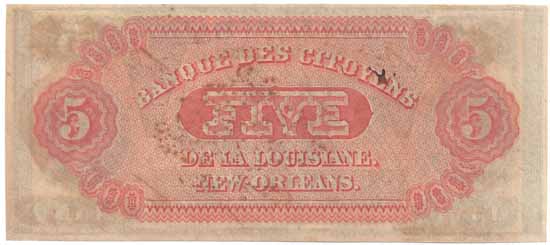 BANQUE DES CITOYENS
5 FIVE 5
DE LA LOUISIANE.
NEW-ORLEANS.